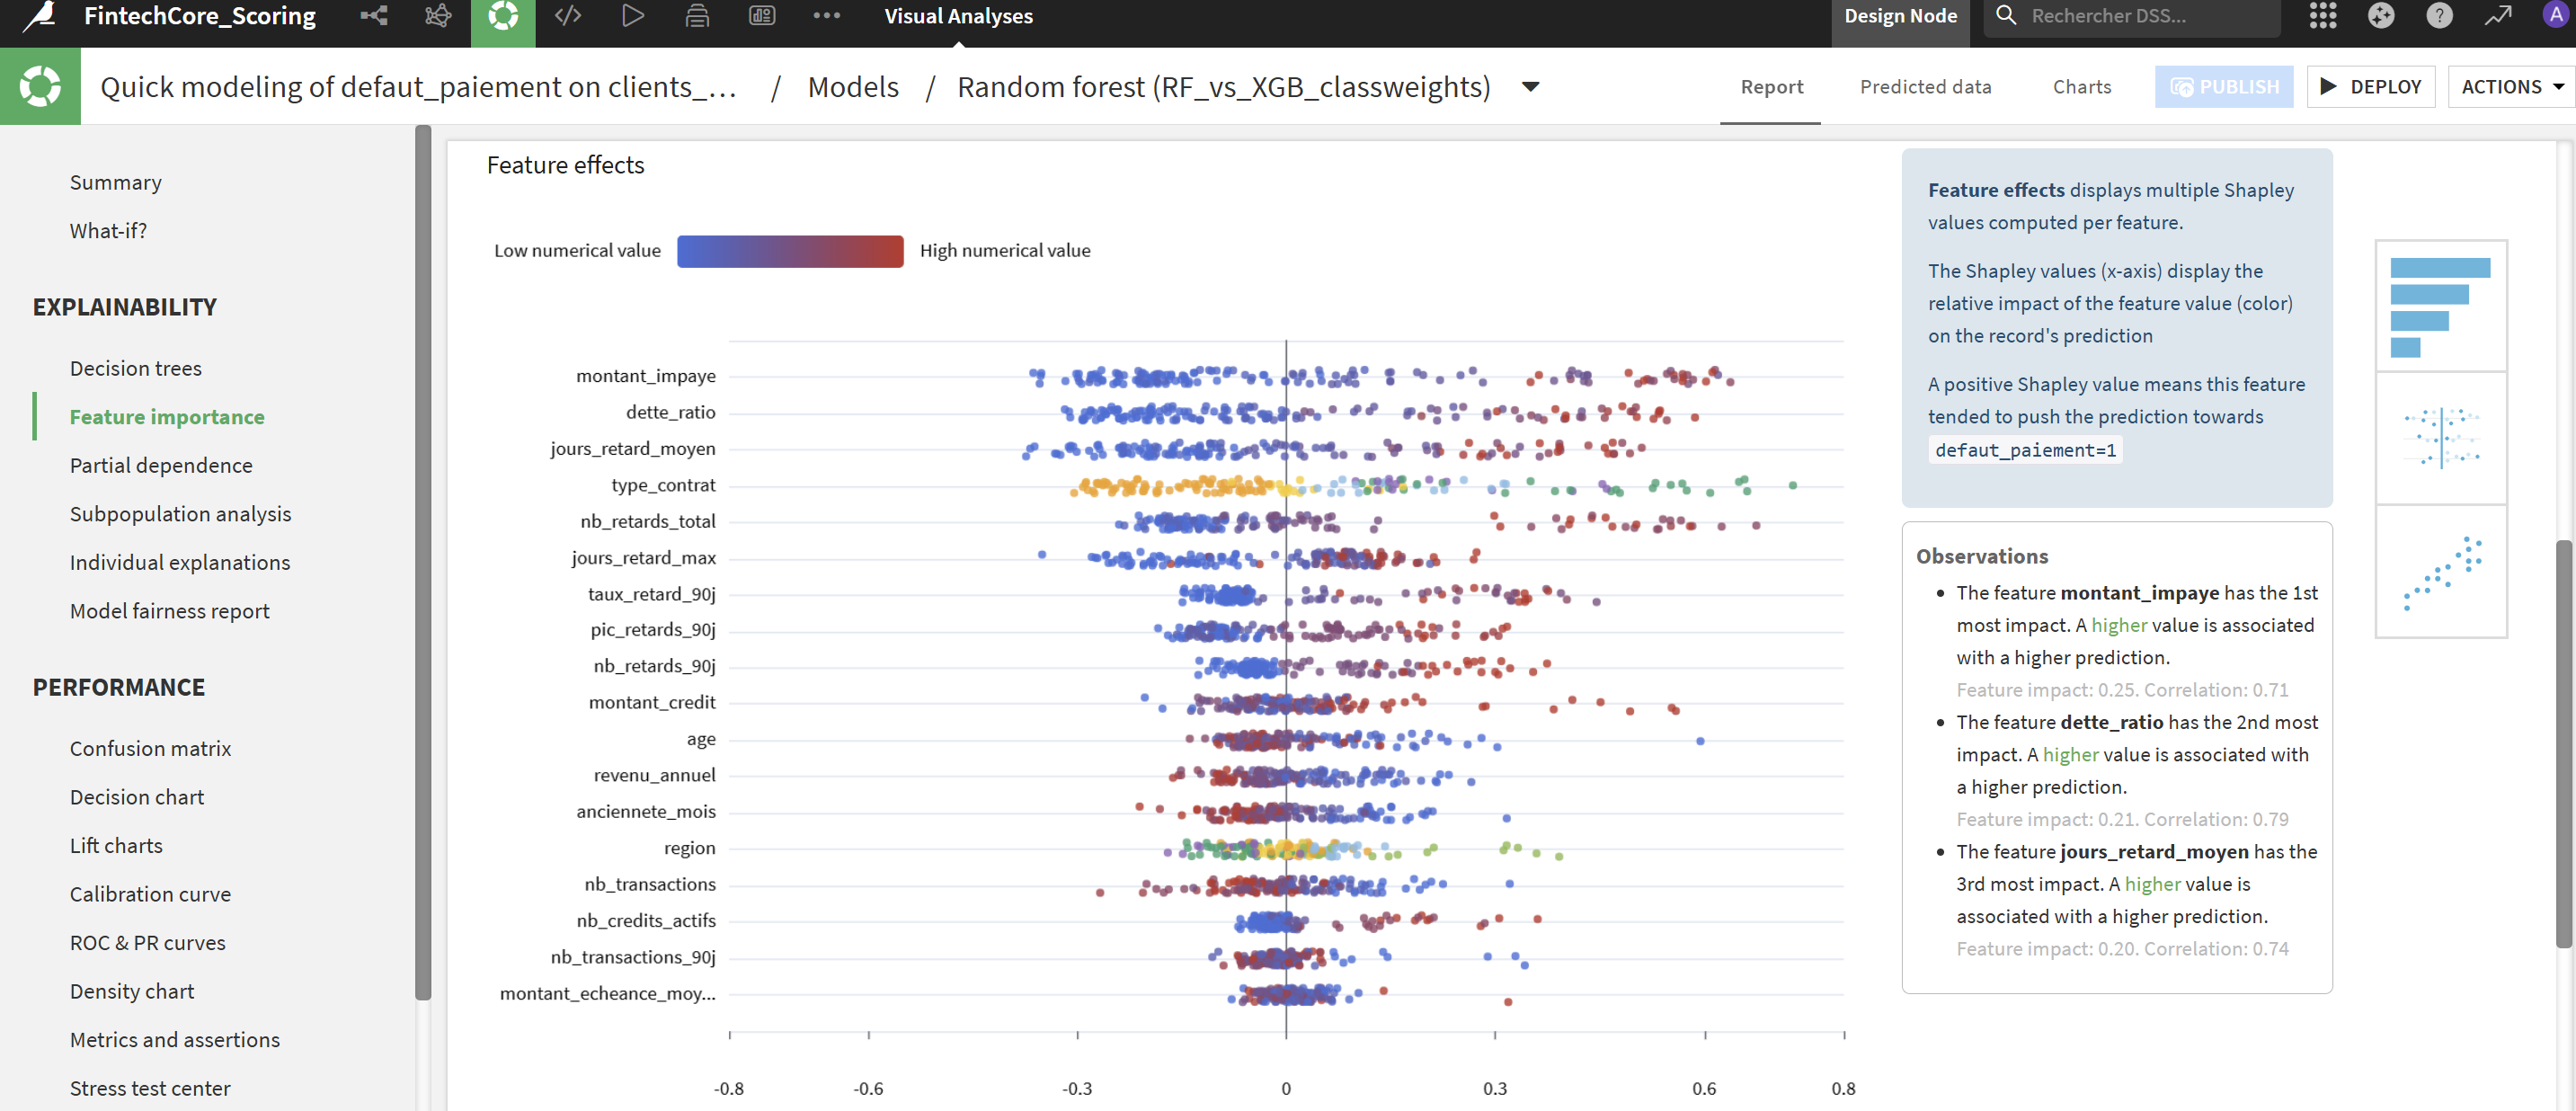 FintechCore_Scoring
Visual Analyses
Design Node
Rechercher DSS...
A
Quick modeling of defaut_paiement on clients_... / Models / Random forest (RF_vs_XGB_classweights)
Report
Predicted data
Charts
PUBLISH
DEPLOY
ACTIONS
Summary
What-if?
EXPLAINABILITY
Decision trees
Feature importance
Partial dependence
Subpopulation analysis
Individual explanations
Model fairness report
PERFORMANCE
Confusion matrix
Decision chart
Lift charts
Calibration curve
ROC & PR curves
Density chart
Metrics and assertions
Stress test center
Feature effects
Low numerical value
High numerical value
montant_impaye
dette_ratio
jours_retard_moyen
type_contrat
nb_retards_total
jours_retard_max
taux_retard_90j
pic_retards_90j
nb_retards_90j
montant_credit
age
revenu_annuel
anciennete_mois
region
nb_transactions
nb_credits_actifs
nb_transactions_90j
montant_echeance_moy...
-0.8 -0.6 -0.3 0 0.3 0.6 0.8
Feature effects displays multiple Shapley
values computed per feature.
The Shapley values (x-axis) display the
relative impact of the feature value (color)
on the record's prediction
A positive Shapley value means this feature
tended to push the prediction towards
defaut_paiement=1
Observations
• The feature montant_impaye has the 1st
most impact. A higher value is associated
with a higher prediction.
Feature impact: 0.25. Correlation: 0.71
• The feature dette_ratio has the 2nd most
impact. A higher value is associated with
a higher prediction.
Feature impact: 0.21. Correlation: 0.79
• The feature jours_retard_moyen has the
3rd most impact. A higher value is
associated with a higher prediction.
Feature impact: 0.20. Correlation: 0.74